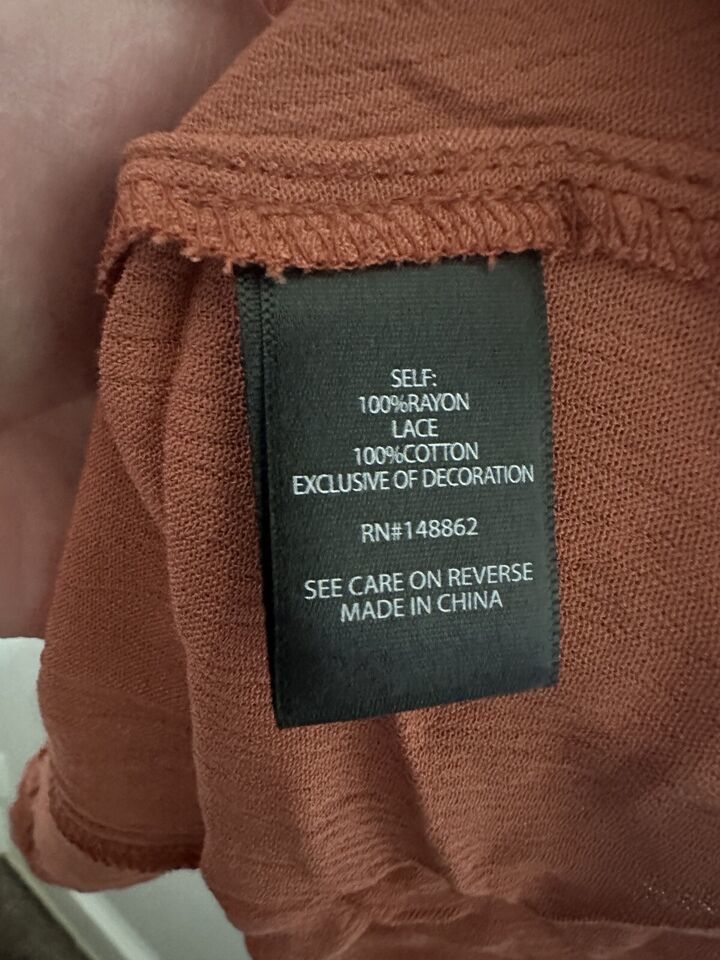 SELF:
100%RAYON
LACE
100%COTTON
EXCLUSIVE OF DECORATION
RN#148862
SEE CARE ON REVERSE
MADE IN CHINA